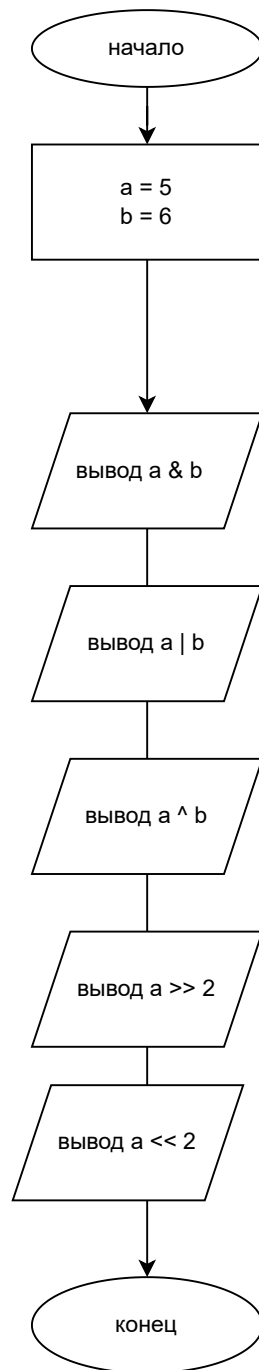 начало
a = 5
b = 6
вывод a & b
вывод a | b
вывод a ^ b
вывод a >> 2
вывод a << 2
конец